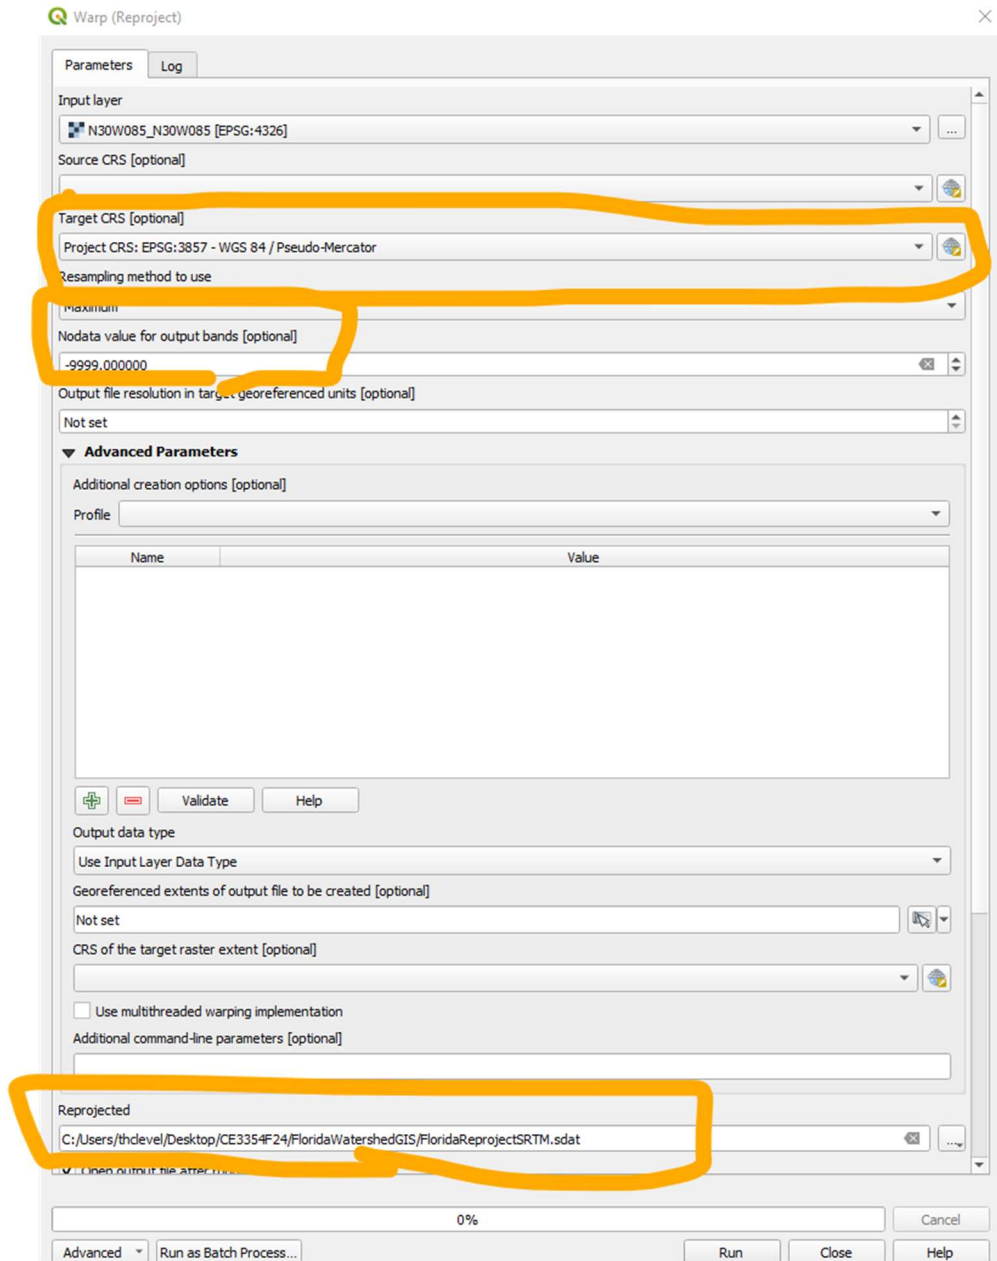 Warp (Reproject)
Parameters Log
Input layer
N30W085_N30W085 [EPSG:4326]
...
Source CRS [optional]
Target CRS [optional]
Project CRS: EPSG:3857 - WGS 84 / Pseudo-Mercator
Resampling method to use
Maximum
Nodata value for output bands [optional]
-9999.000000
Output file resolution in target georeferenced units [optional]
Not set
Advanced Parameters
Additional creation options [optional]
Profile
Name Value
Validate Help
Output data type
Use Input Layer Data Type
Georeferenced extents of output file to be created [optional]
Not set
CRS of the target raster extent [optional]
Use multithreaded warping implementation
Additional command-line parameters [optional]
Reprojected
C:/Users/thclevel/Desktop/CE3354F24/FloridaWatershedGIS/FloridaReprojectSRTM.sdat
...
Open output file after
0% Cancel
Advanced Run as Batch Process... Run Close Help